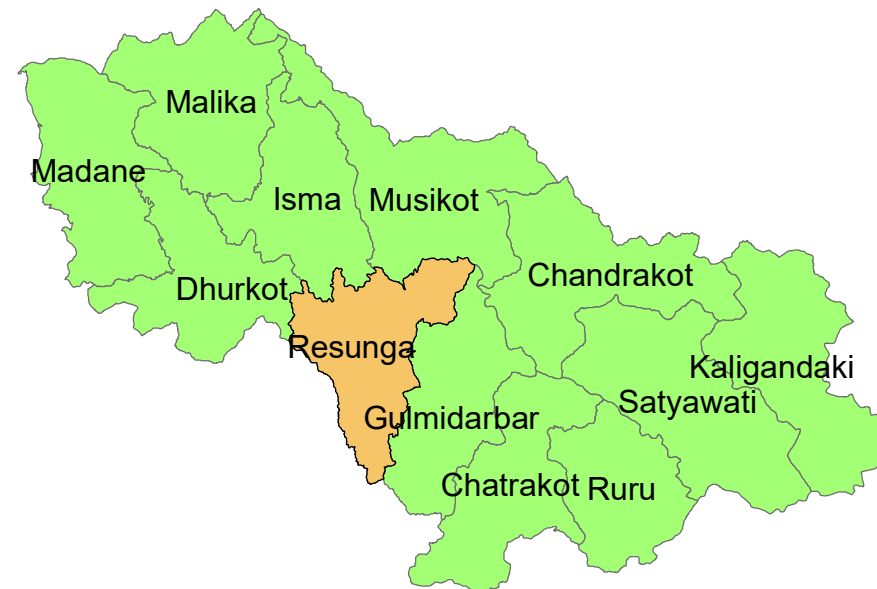 Malika
Madane
Isma
Musikot
Chandrakot
Dhurkot
Resunga
Kaligandaki
Satyawati
Gulmidarbar
Chatrakot
Ruru